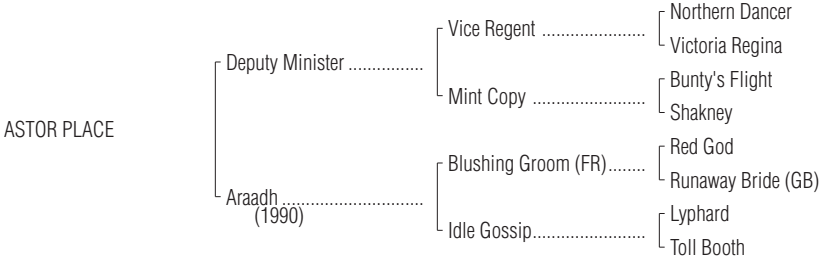 Northern Dancer
Vice Regent .......................
Victoria Regina
Deputy Minister ................
Bunty's Flight
Mint Copy ........................
Shakney
ASTOR PLACE
Red God
Blushing Groom (FR)........
Runaway Bride (GB)
Araadh ..............................
(1990)
Lyphard
Idle Gossip........................
Toll Booth